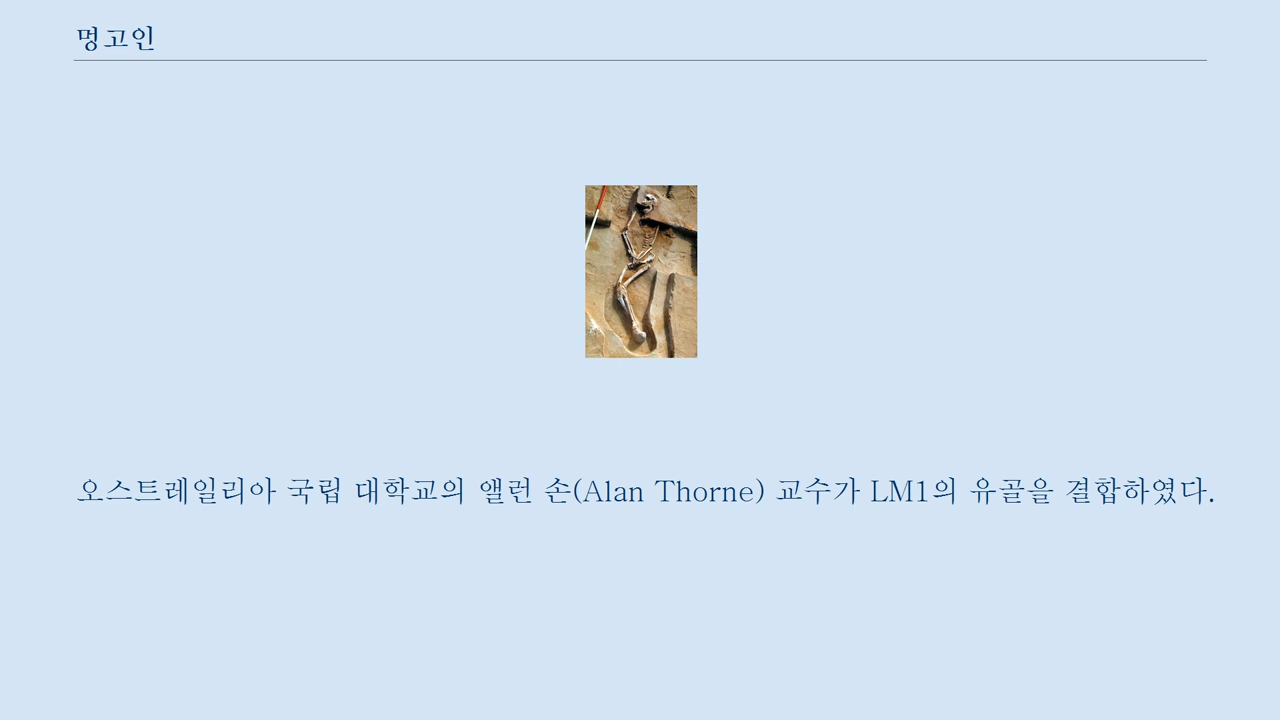 멍고인
오스트레일리아 국립 대학교의 앨런 손(Alan Thorne) 교수가 LM1의 유골을 결합하였다.